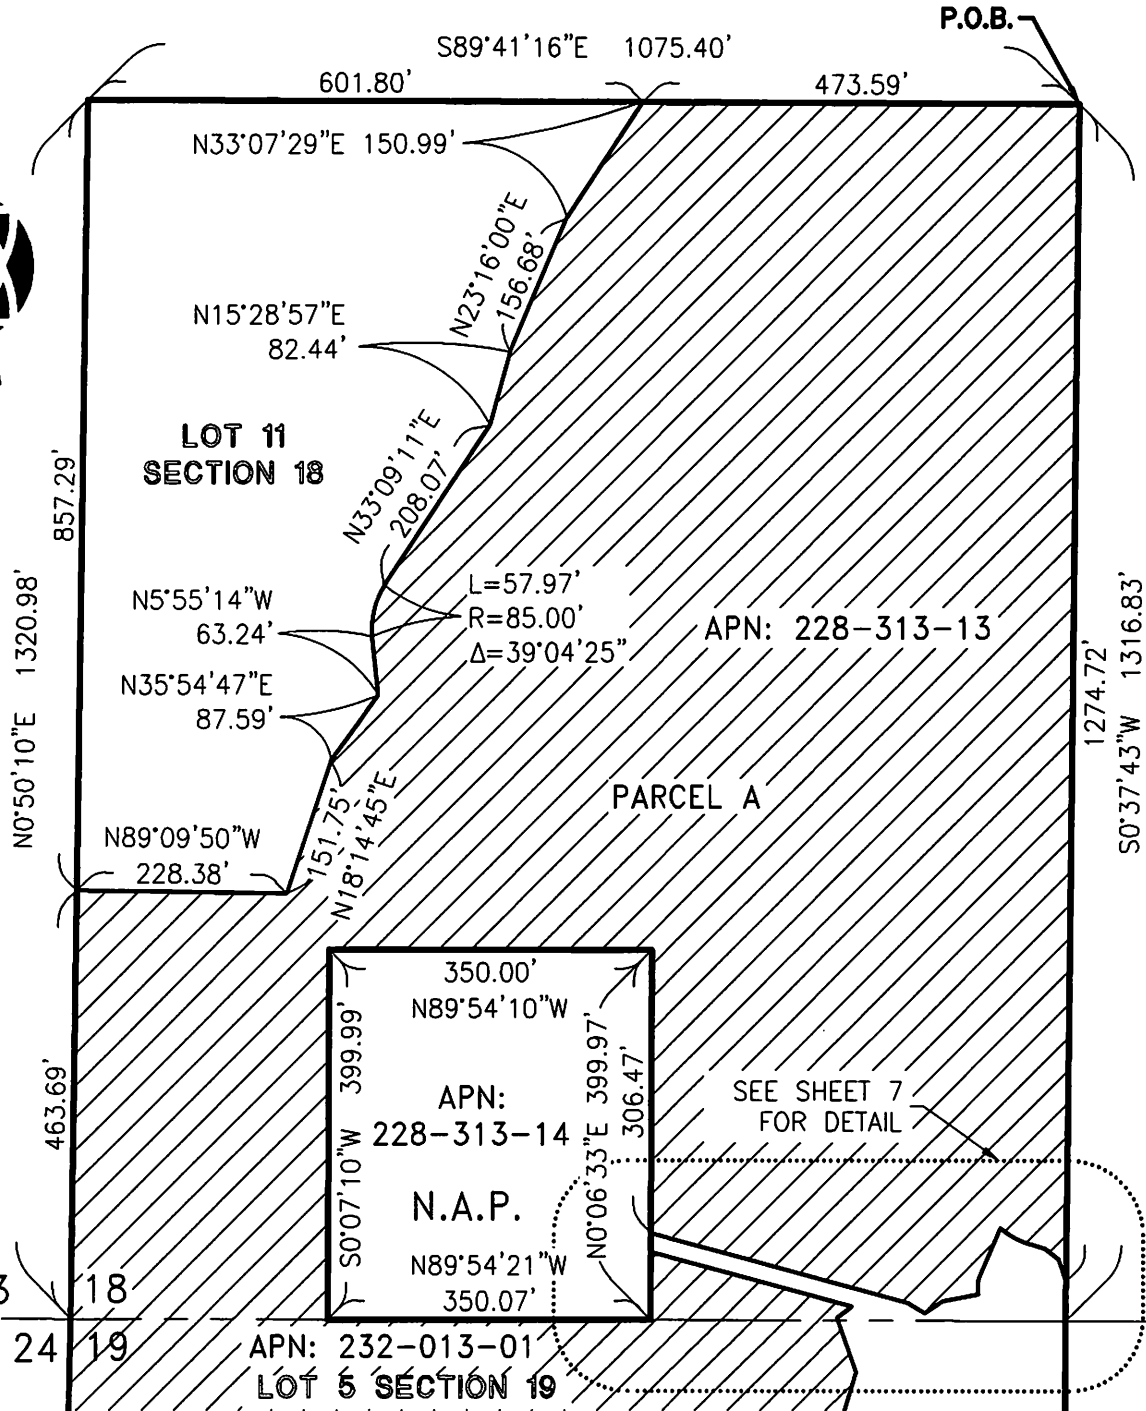 P.O.B.
S89°41'16"E 1075.40'
601.80'
473.59'
N33°07'29"E 150.99'
N23°16'00"E
156.68'
N15°28'57"E
82.44'
LOT 11
SECTION 18
N33°09'11"E
208.07'
857.29'
N0°50'10"E 1320.98'
L=57.97'
R=85.00'
Δ=39°04'25"
N5°55'14"W
63.24'
APN: 228-313-13
N35°54'47"E
87.59'
1274.72'
S0°37'43"W 1316.83'
PARCEL A
151.75'
N18°14'45"E
N89°09'50"W
228.38'
350.00'
N89°54'10"W
463.69'
S0°07'10"W 399.99'
APN:
228-313-14
N.A.P.
N0°06'33"E 399.97'
306.47'
SEE SHEET 7
FOR DETAIL
N89°54'21"W
350.07'
18
24 19
APN: 232-013-01
LOT 5 SECTION 19